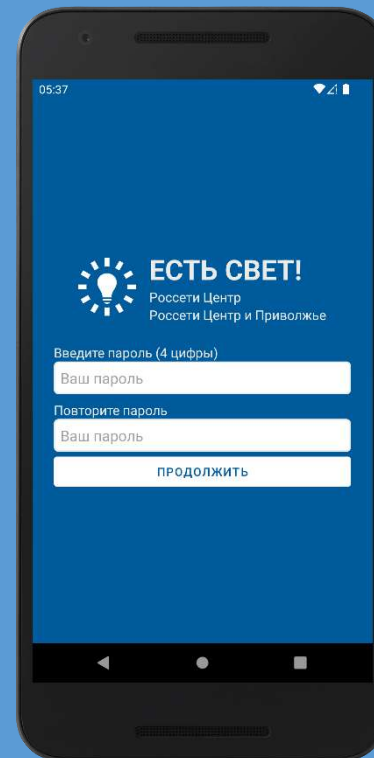 05:37
ЕСТЬ СВЕТ!
Россети Центр
Россети Центр и Приволжье
Введите пароль (4 цифры)
Ваш пароль
Повторите пароль
Ваш пароль
ПРОДОЛЖИТЬ